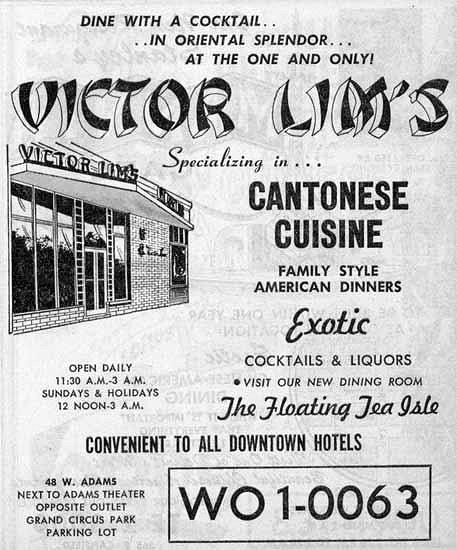 DINE WITH A COCKTAIL..
..IN ORIENTAL SPLENDOR...
AT THE ONE AND ONLY!
VICTOR LIM'S
Specializing in...
VICTOR LIM'S
CANTONESE
CUISINE
FAMILY STYLE
AMERICAN DINNERS
Exotic
COCKTAILS & LIQUORS
• VISIT OUR NEW DINING ROOM
The Floating Tea Isle
OPEN DAILY
11:30 A.M.-3 A.M.
SUNDAYS & HOLIDAYS
12 NOON-3 A.M.
CONVENIENT TO ALL DOWNTOWN HOTELS
48 W. ADAMS
NEXT TO ADAMS THEATER
OPPOSITE OUTLET
GRAND CIRCUS PARK
PARKING LOT
WO 1-0063